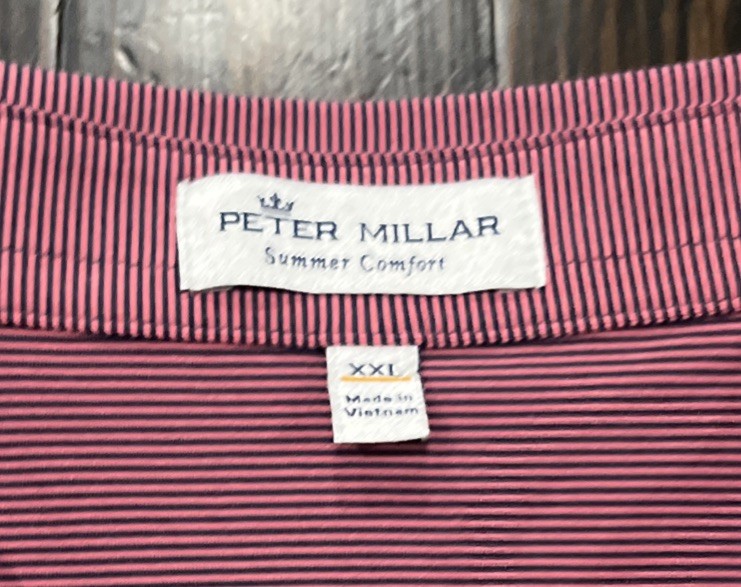 PETER MILLAR
Summer Comfort
XXL
Made in
Vietnam